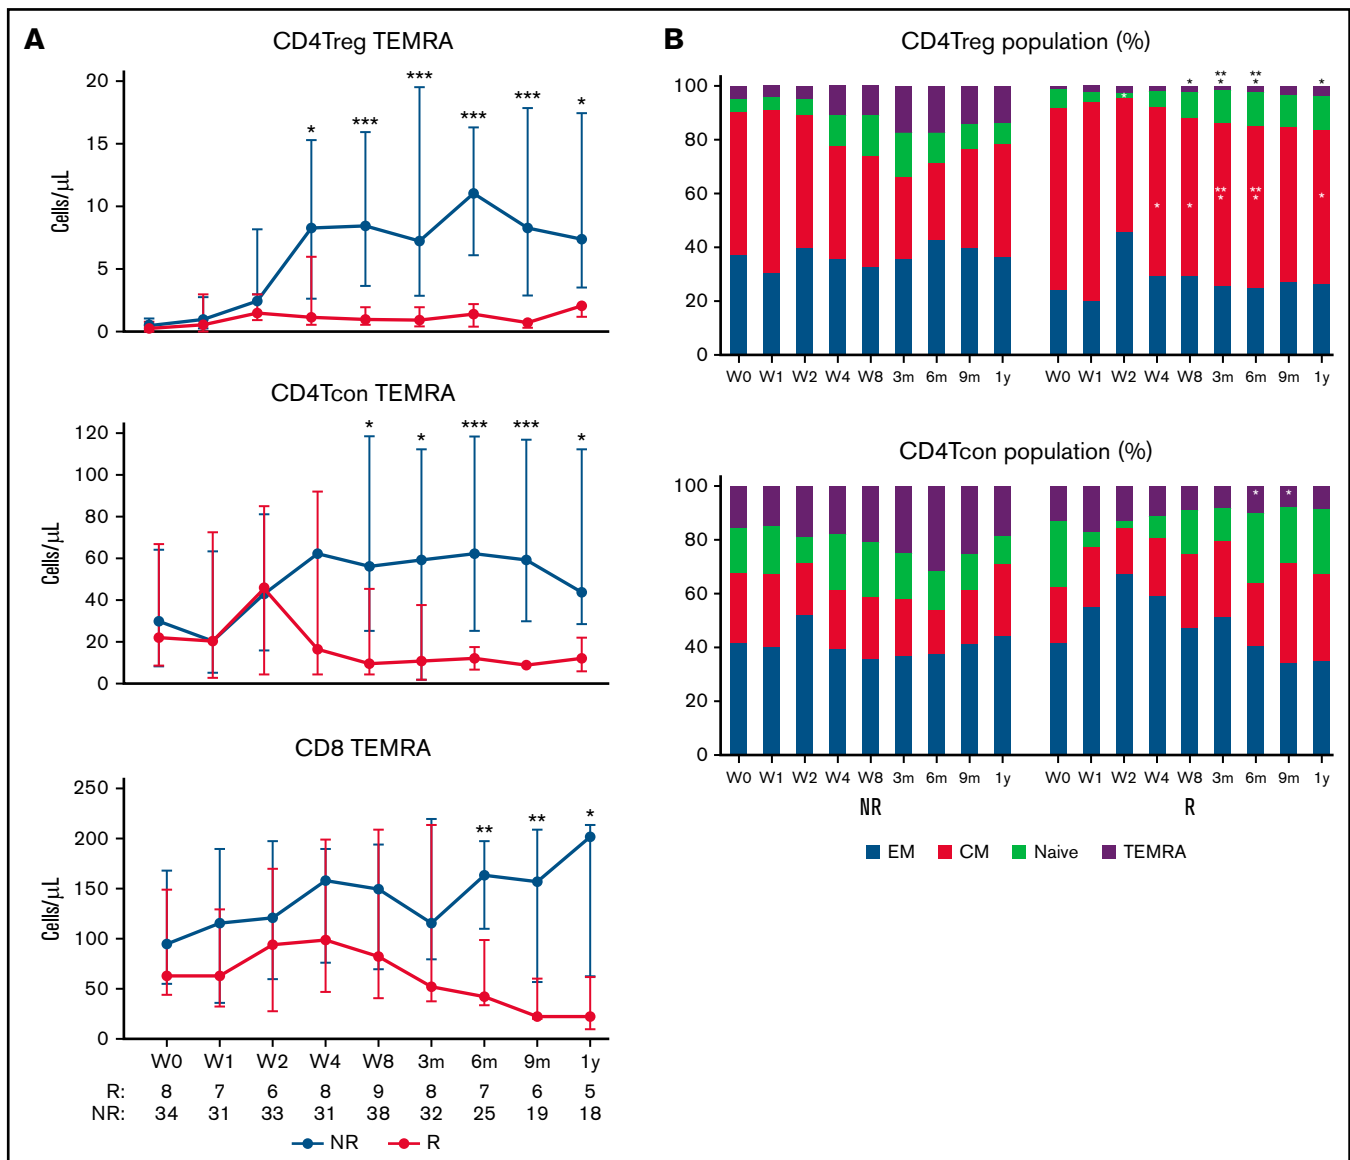 A
CD4Treg TEMRA
Cells/μL
20
15
10
5
0
* *** *** *** *** *
CD4Tcon TEMRA
Cells/μL
120
100
80
60
40
20
0
* * *** *** *
CD8 TEMRA
Cells/μL
250
200
150
100
50
0
** ** *
W0 W1 W2 W4 W8 3m 6m 9m 1y
R: 8 7 6 8 9 8 7 6 5
NR: 34 31 33 31 38 32 25 19 18
NR R
B
CD4Treg population (%)
100
80
60
40
20
0
* * *** *** *
* * *** *** *
W0 W1 W2 W4 W8 3m 6m 9m 1y W0 W1 W2 W4 W8 3m 6m 9m 1y
CD4Tcon population (%)
100
80
60
40
20
0
* *
W0 W1 W2 W4 W8 3m 6m 9m 1y W0 W1 W2 W4 W8 3m 6m 9m 1y
NR R
EM CM Naive TEMRA